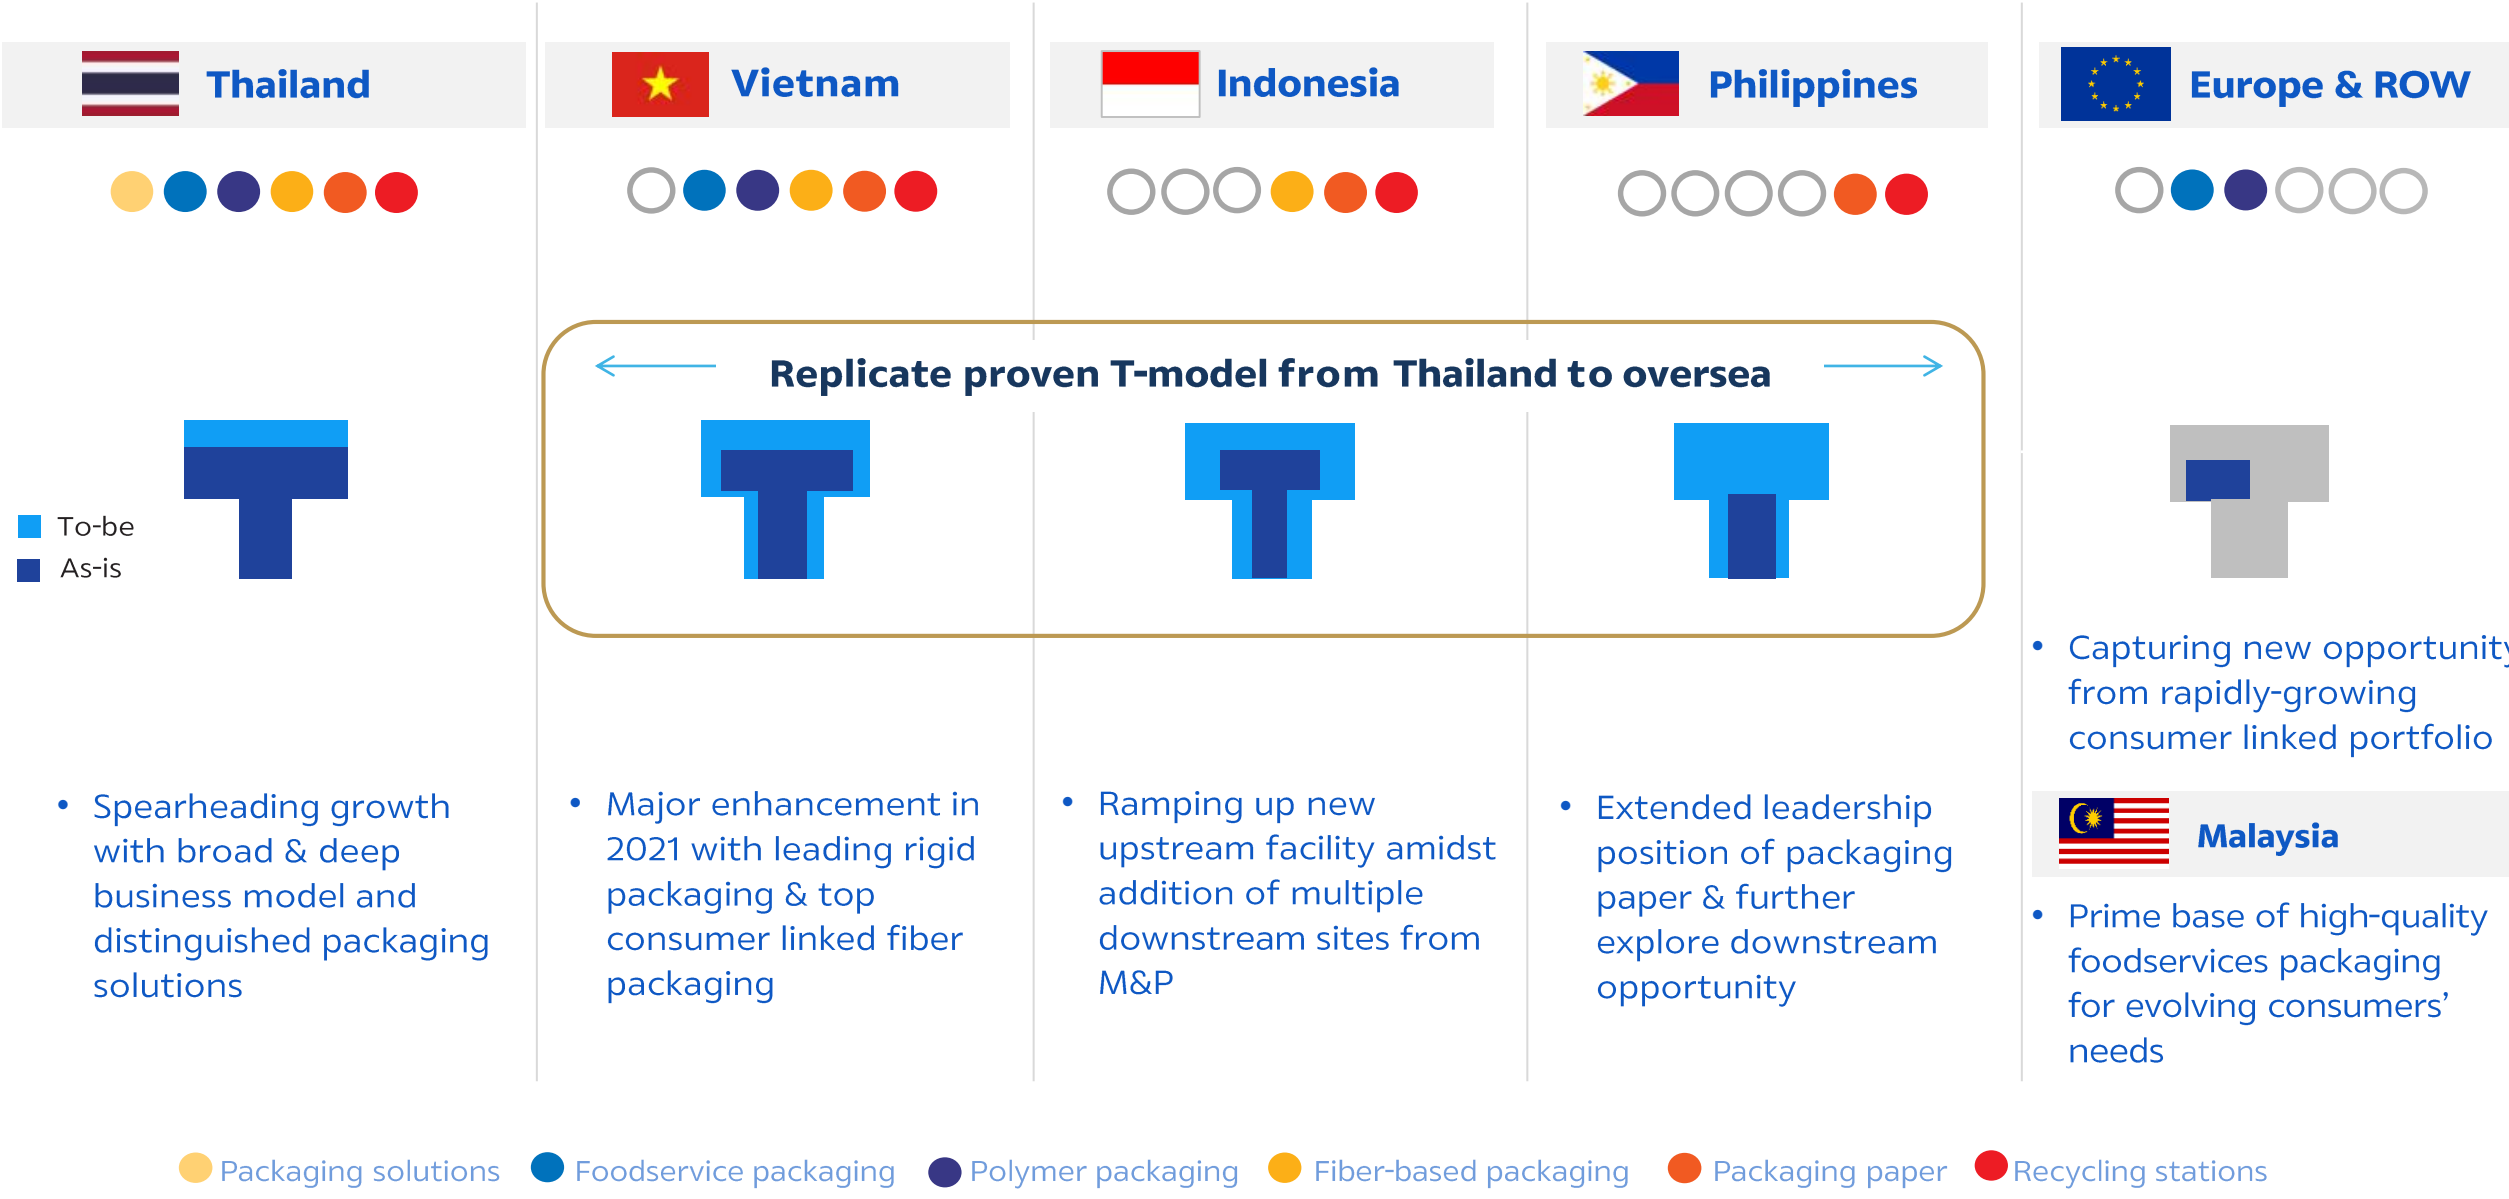 Thailand
Vietnam
Indonesia
Philippines
Europe & ROW
Replicate proven T-model from Thailand to oversea
To-be
As-is
Spearheading growth
with broad & deep
business model and
distinguished packaging
solutions
• Major enhancement in
2021 with leading rigid
packaging & top
consumer linked fiber
packaging
• Ramping up new
upstream facility amidst
addition of multiple
downstream sites from
M&P
• Extended leadership
position of packaging
paper & further
explore downstream
opportunity
• Capturing new opportunity
from rapidly-growing
consumer linked portfolio
Malaysia
• Prime base of high-quality
foodservices packaging
for evolving consumers’
needs
Packaging solutions
Foodservice packaging
Polymer packaging
Fiber-based packaging
Packaging paper
Recycling stations